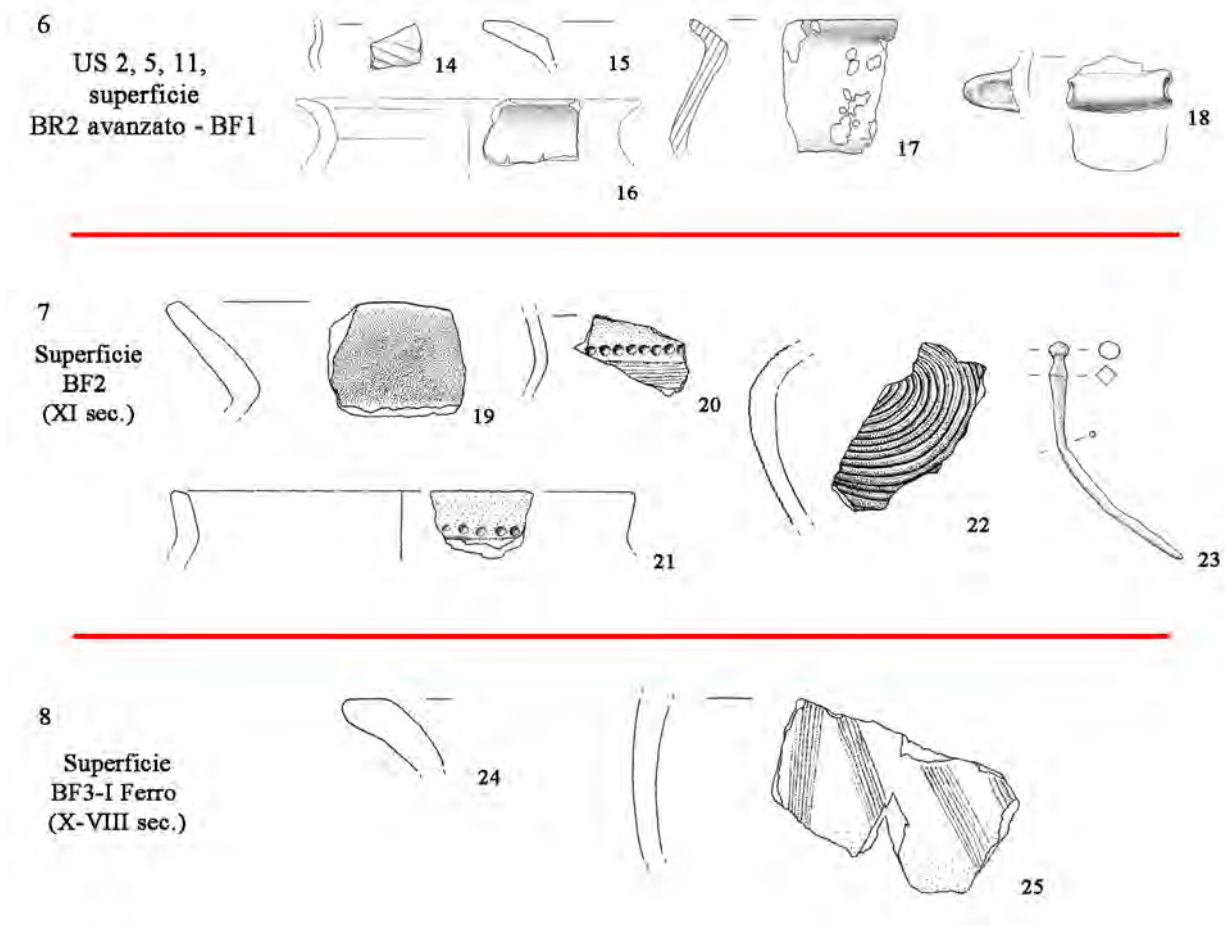 6
US 2, 5, 11,
superficie
BR2 avanzato - BF1
14
15
16
17
18
7
Superficie
BF2
(XI sec.)
19
20
21
22
23
8
Superficie
BF3-I Ferro
(X-VIII sec.)
24
25